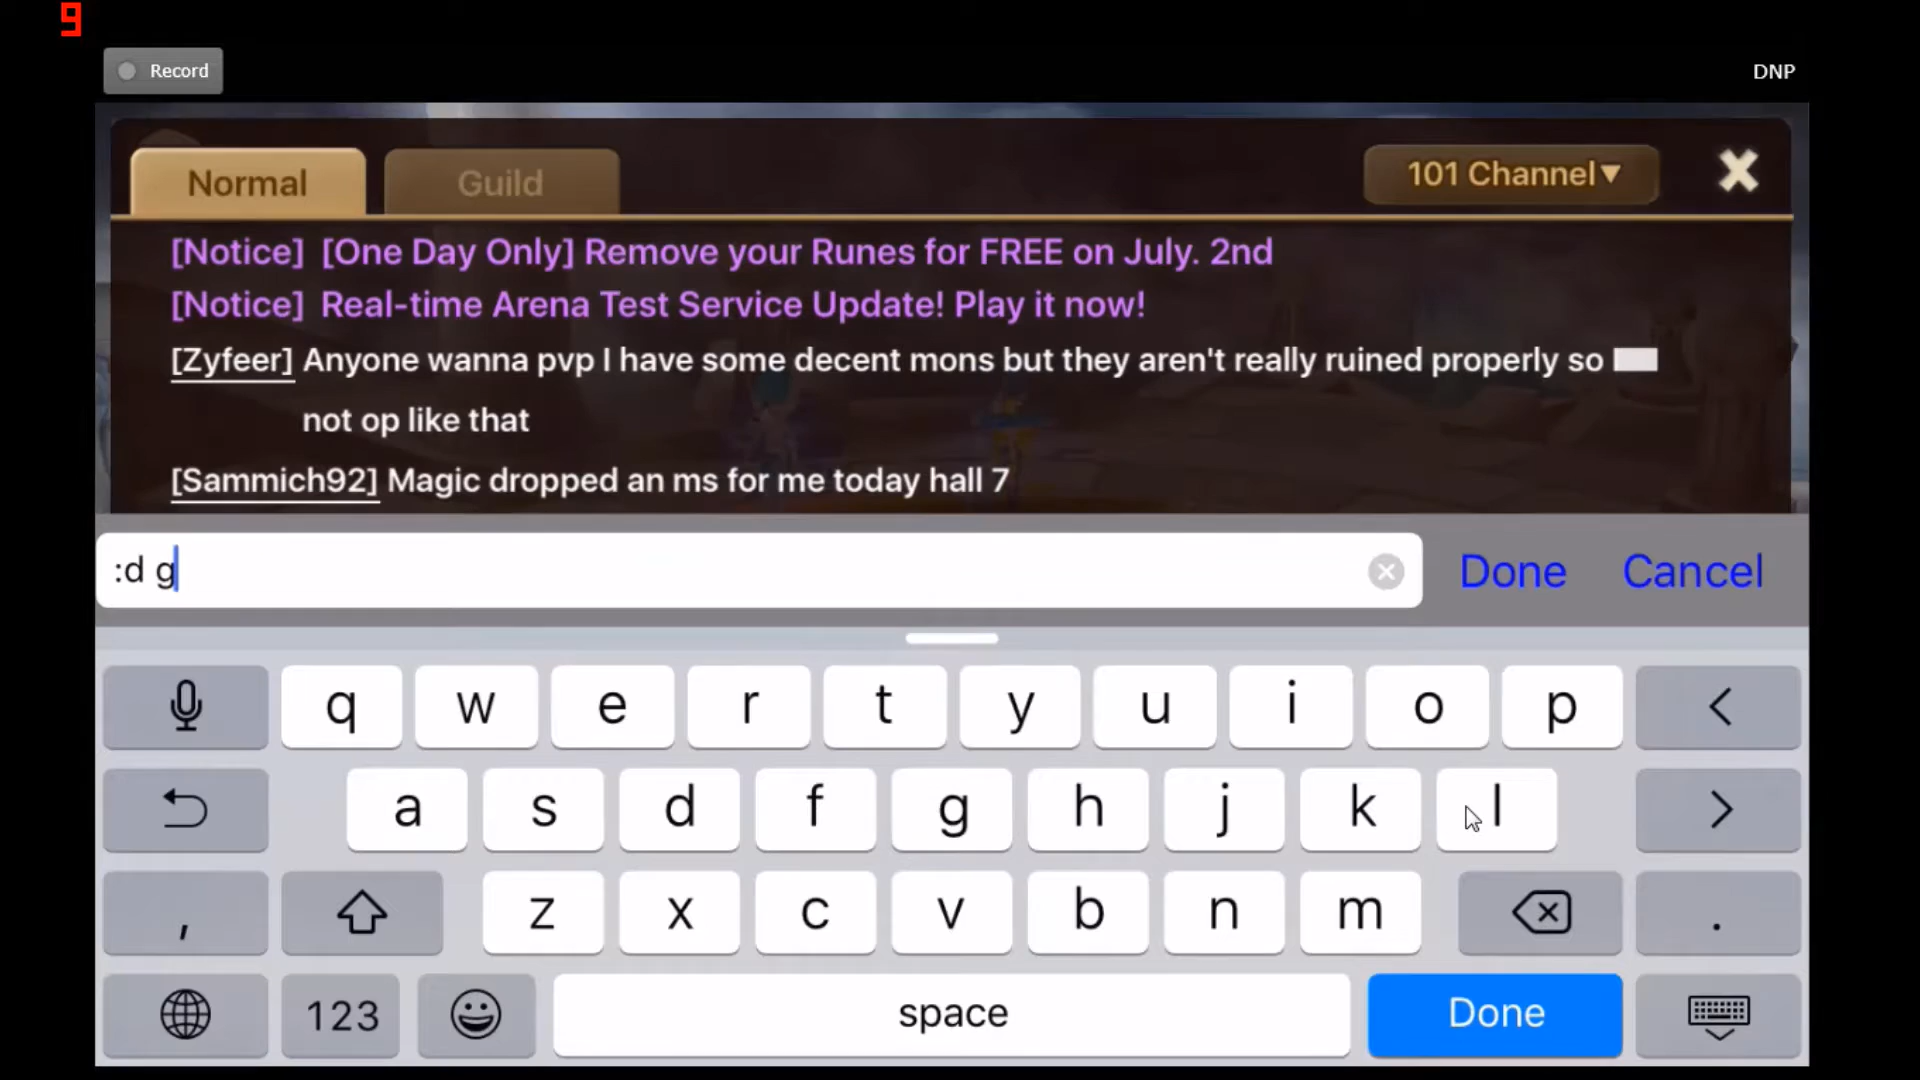 9
Record
DNP
Normal
Guild
101 Channel▼
[Notice] [One Day Only] Remove your Runes for FREE on July. 2nd
[Notice] Real-time Arena Test Service Update! Play it now!
[Zyfeer] Anyone wanna pvp I have some decent mons but they aren't really ruined properly so
not op like that
[Sammich92] Magic dropped an ms for me today hall 7
:d g
Done
Cancel
q w e r t y u i o p <
a s d f g h j k l >
, z x c v b n m .
123 space Done